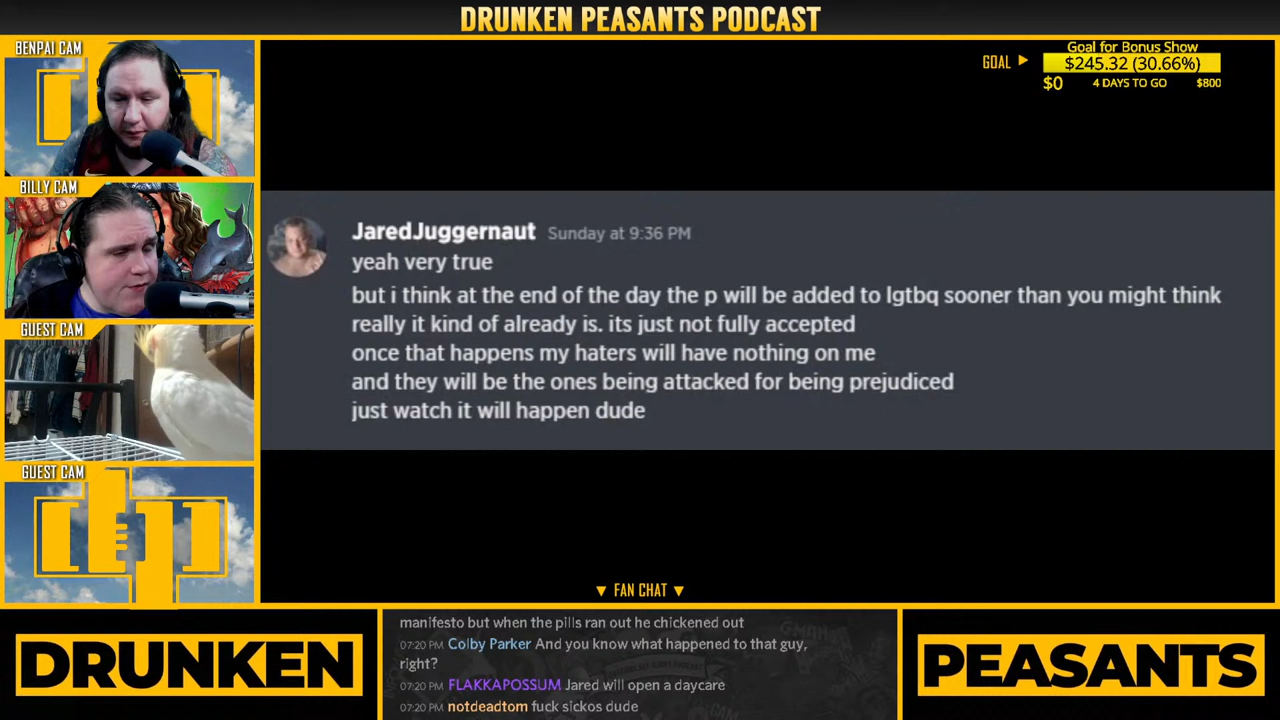 DRUNKEN PEASANTS PODCAST
BENPAI CAM
BILLY CAM
GUEST CAM
GUEST CAM
GOAL ▶
Goal for Bonus Show
$245.32 (30.66%)
$0 4 DAYS TO GO $800
JaredJuggernaut Sunday at 9:36 PM
yeah very true
but i think at the end of the day the p will be added to lgtbq sooner than you might think
really it kind of already is. its just not fully accepted
once that happens my haters will have nothing on me
and they will be the ones being attacked for being prejudiced
just watch it will happen dude
▼ FAN CHAT ▼
manifesto but when the pills ran out he chickened out
07:20 PM Colby Parker And you know what happened to that guy,
right?
07:20 PM FLAKKAPOSSUM Jared will open a daycare
07:20 PM notdeadtom fuck sickos dude
DRUNKEN
PEASANTS